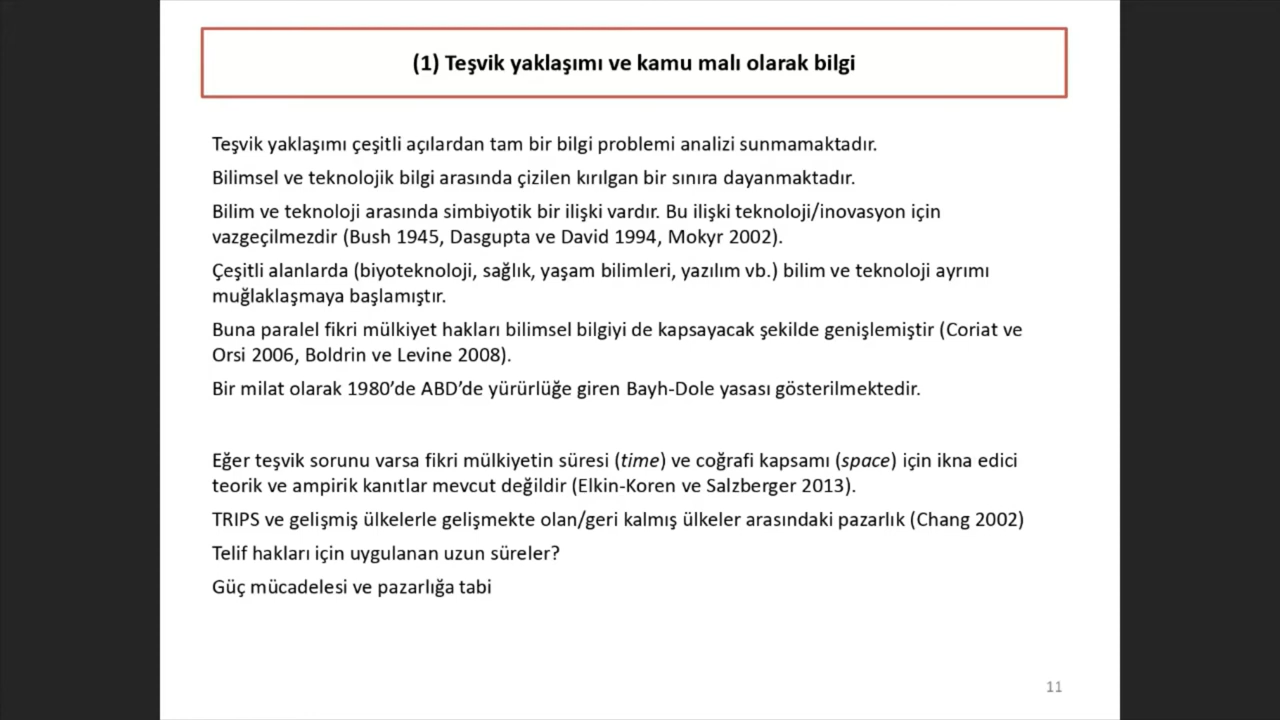 (1) Teşvik yaklaşımı ve kamu malı olarak bilgi
Teşvik yaklaşımı çeşitli açılardan tam bir bilgi problemi analizi sunmamaktadır.
Bilimsel ve teknolojik bilgi arasında çizilen kırılgan bir sınıra dayanmaktadır.
Bilim ve teknoloji arasında simbiyotik bir ilişki vardır. Bu ilişki teknoloji/inovasyon için
vazgeçilmezdir (Bush 1945, Dasgupta ve David 1994, Mokyr 2002).
Çeşitli alanlarda (biyoteknoloji, sağlık, yaşam bilimleri, yazılım vb.) bilim ve teknoloji ayrımı
muğlaklaşmaya başlamıştır.
Buna paralel fikri mülkiyet hakları bilimsel bilgiyi de kapsayacak şekilde genişlemiştir (Coriat ve
Orsi 2006, Boldrin ve Levine 2008).
Bir milat olarak 1980’de ABD’de yürürlüğe giren Bayh-Dole yasası gösterilmektedir.
Eğer teşvik sorunu varsa fikri mülkiyetin süresi (time) ve coğrafi kapsamı (space) için ikna edici
teorik ve ampirik kanıtlar mevcut değildir (Elkin-Koren ve Salzberger 2013).
TRIPS ve gelişmiş ülkelerle gelişmekte olan/geri kalmış ülkeler arasındaki pazarlık (Chang 2002)
Telif hakları için uygulanan uzun süreler?
Güç mücadelesi ve pazarlığa tabi
11